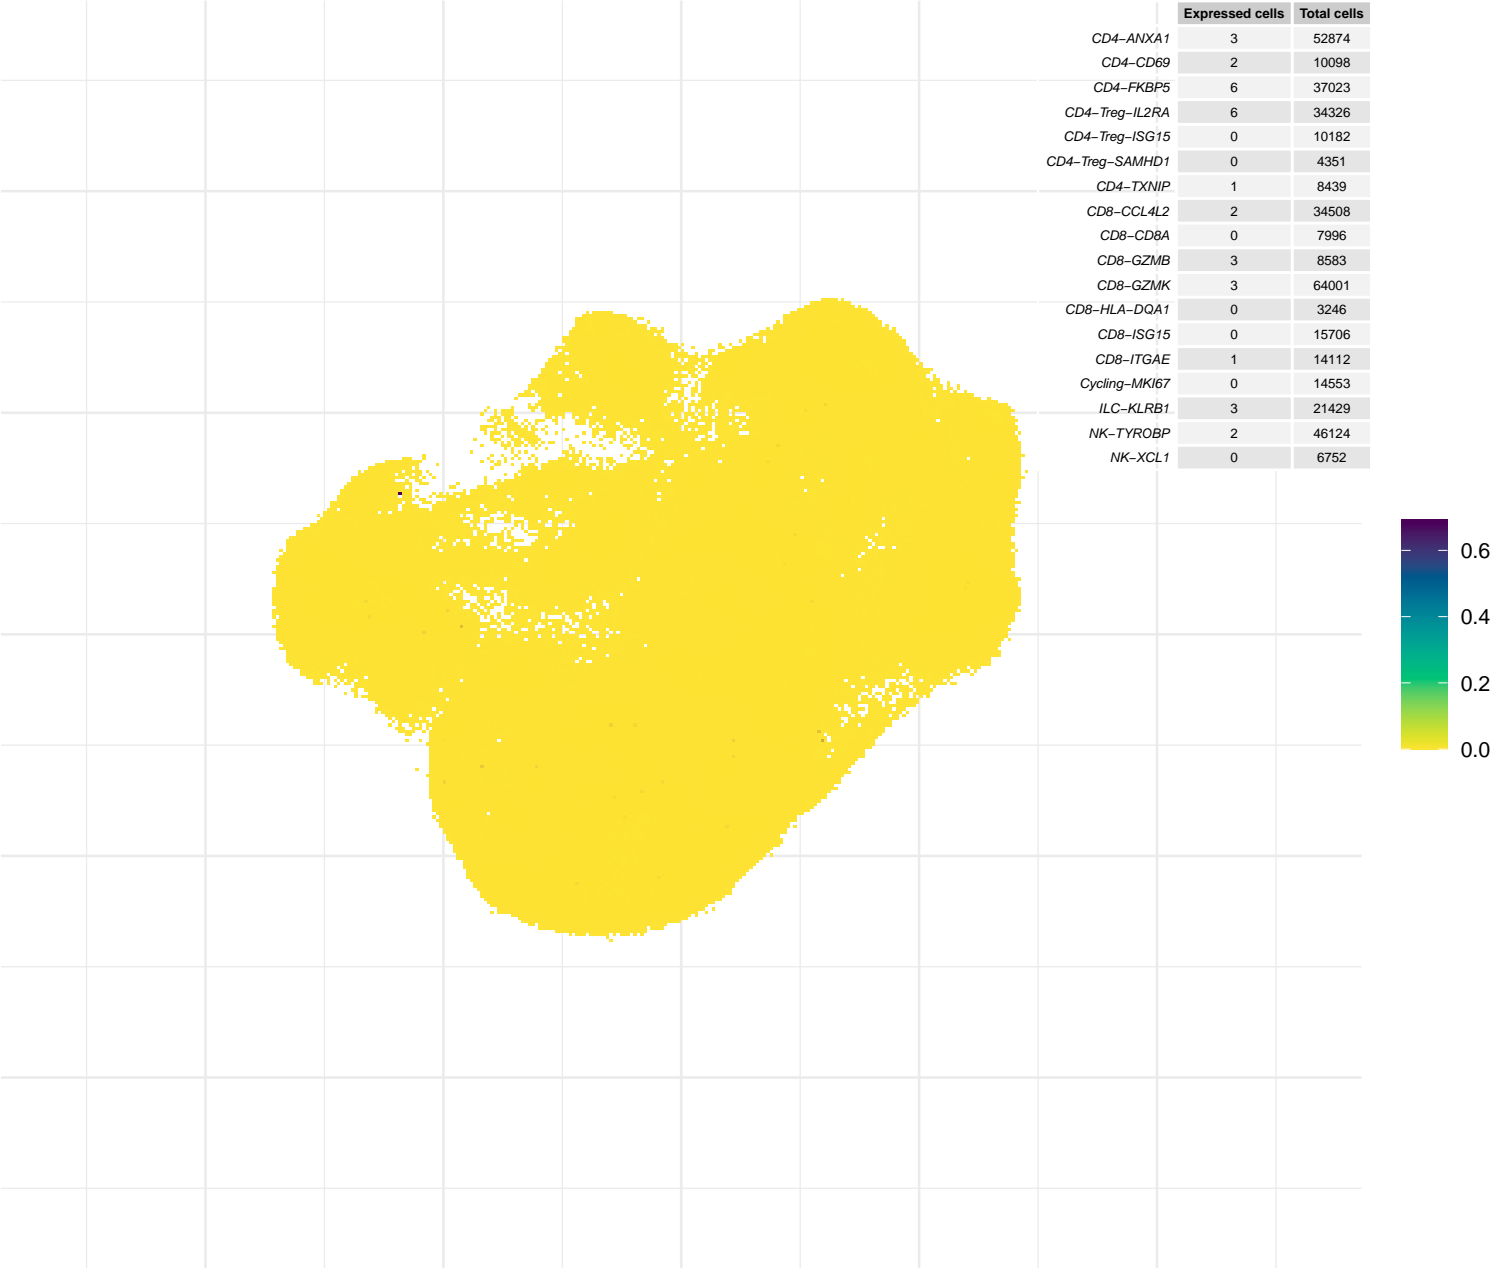 Expressed cells Total cells
CD4−ANXA1 3 52874
CD4−CD69 2 10098
CD4−FKBP5 6 37023
CD4−Treg−IL2RA 6 34326
CD4−Treg−ISG15 0 10182
CD4−Treg−SAMHD1 0 4351
CD4−TXNIP 1 8439
CD8−CCL4L2 2 34508
CD8−CD8A 0 7996
CD8−GZMB 3 8583
CD8−GZMK 3 64001
CD8−HLA−DQA1 0 3246
CD8−ISG15 0 15706
CD8−ITGAE 1 14112
Cycling−MKI67 0 14553
ILC−KLRB1 3 21429
NK−TYROBP 2 46124
NK−XCL1 0 6752
0.6
0.4
0.2
0.0